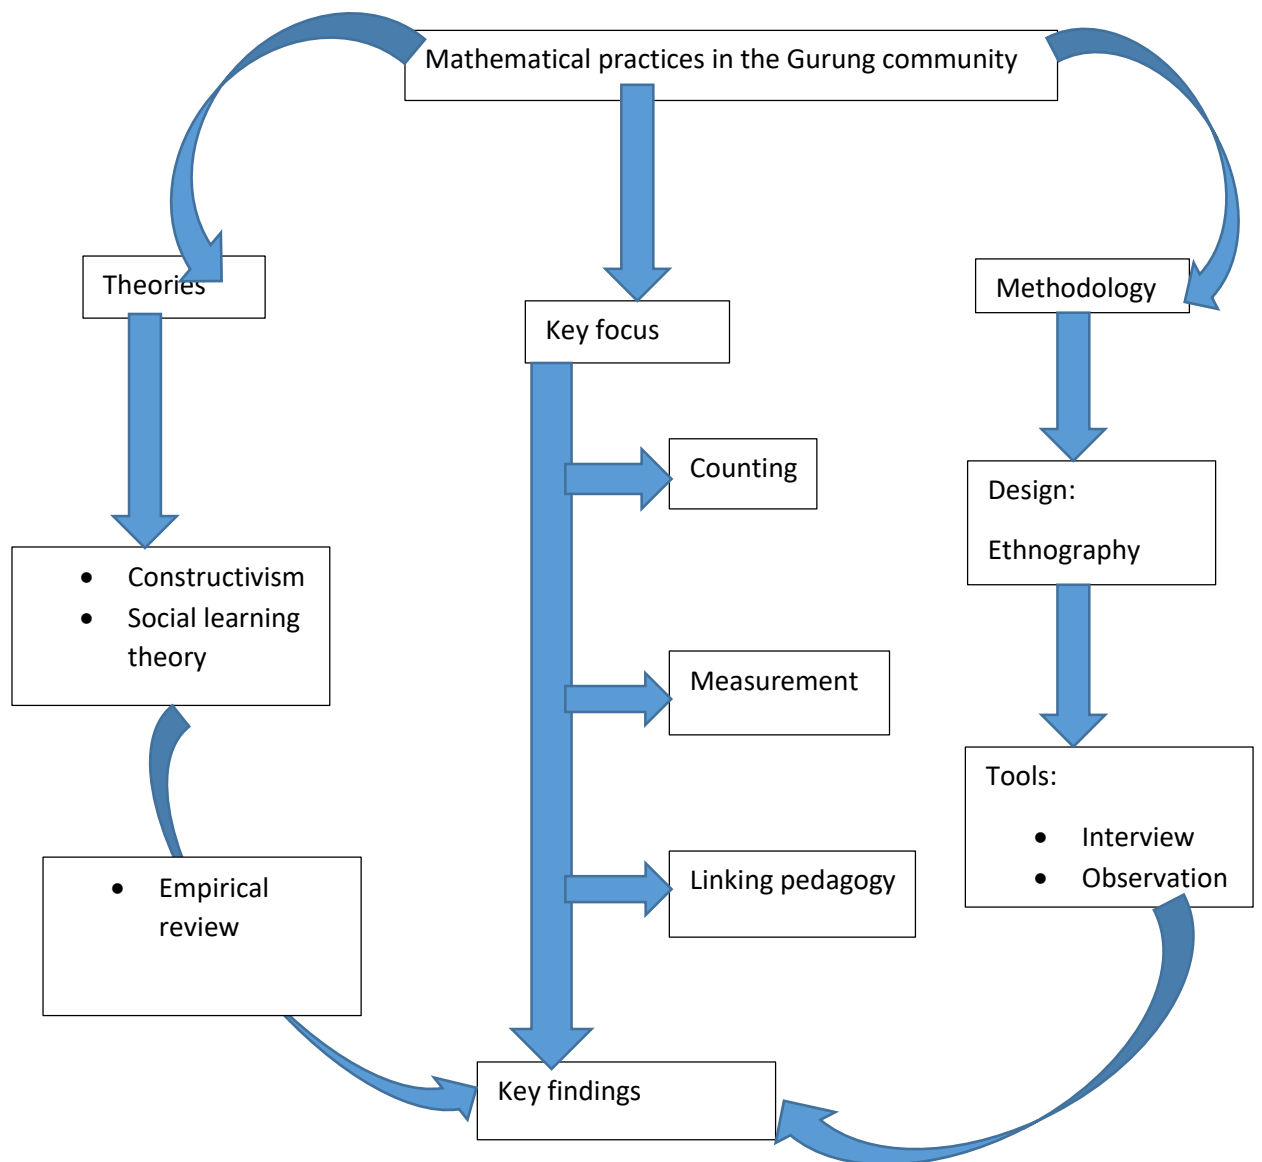 Mathematical practices in the Gurung community
Theories
Key focus
Methodology
• Constructivism
• Social learning
theory
• Empirical
review
Counting
Measurement
Linking pedagogy
Design:
Ethnography
Tools:
• Interview
• Observation
Key findings